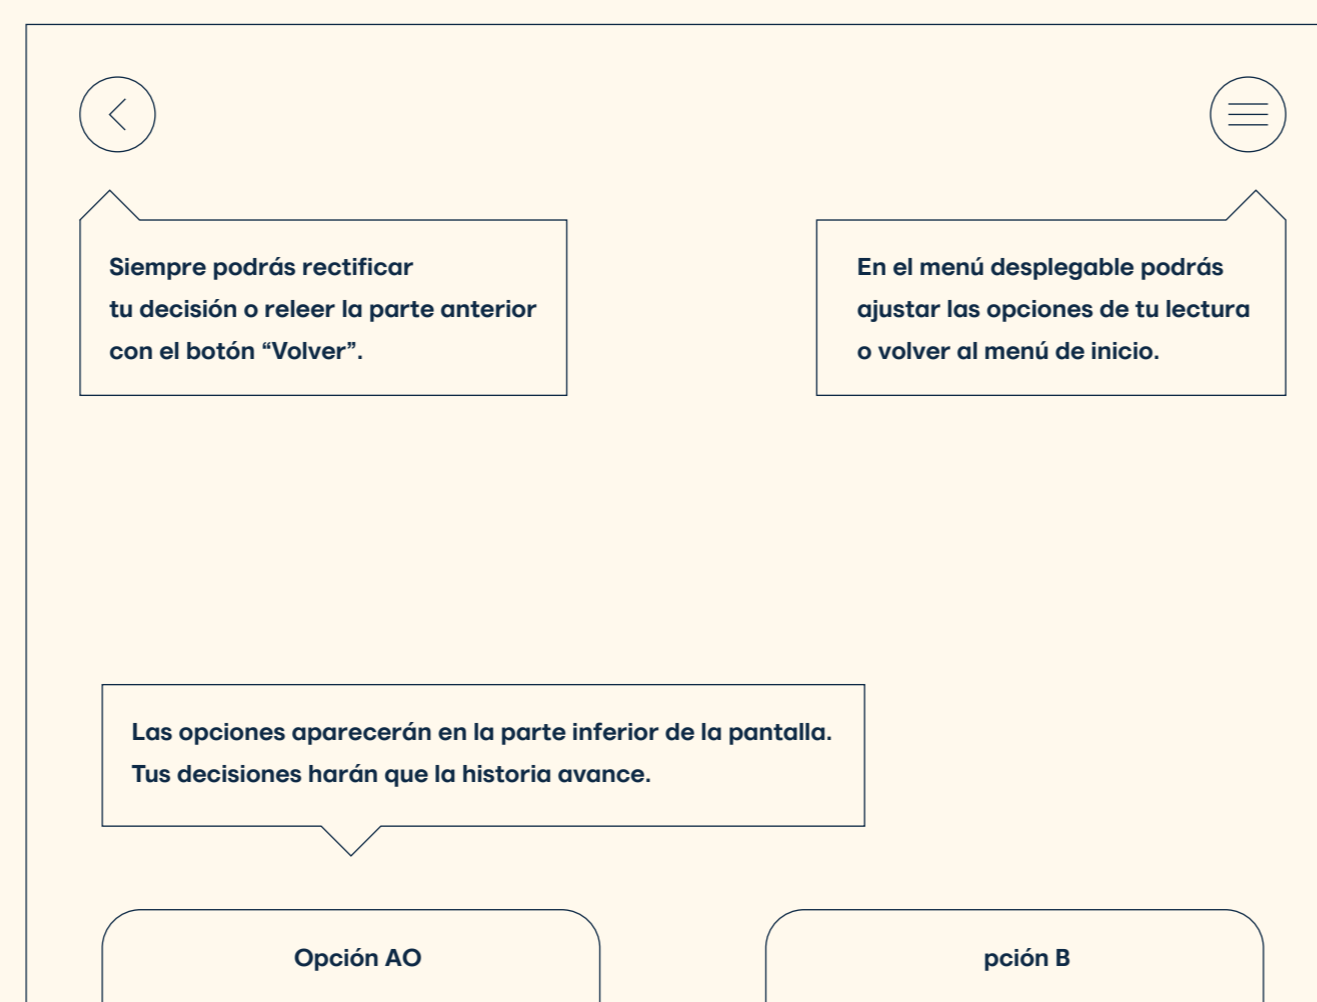 Siempre podrás rectificar
tu decisión o releer la parte anterior
con el botón “Volver”.
En el menú desplegable podrás
ajustar las opciones de tu lectura
o volver al menú de inicio.
Las opciones aparecerán en la parte inferior de la pantalla.
Tus decisiones harán que la historia avance.
Opción AO
pción B